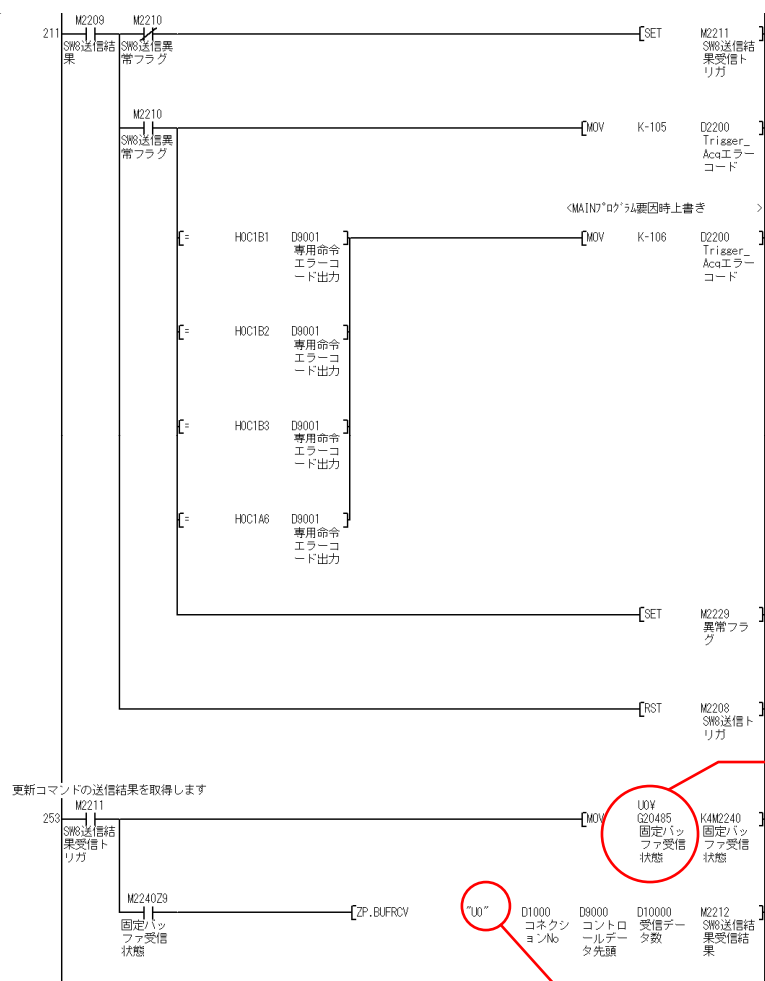 M2209 M2210
211 SET M2211
SW8送信結 SW8送信異 SW8送信結
果 常フラグ 果受信ト
リガ
M2210
MOV K-105 D2200
SW8送信異 Trigger_
常フラグ Acqエラー
コード
<MAINプログラム要因時上書き >
= H0C1B1 D9001 MOV K-106 D2200
専用命令 Trigger_
エラーコ Acqエラー
ード出力 コード
= H0C1B2 D9001
専用命令
エラーコ
ード出力
= H0C1B3 D9001
専用命令
エラーコ
ード出力
= H0C1A6 D9001
専用命令
エラーコ
ード出力
SET M2229
異常フラ
グ
RST M2208
SW8送信ト
リガ
更新コマンドの送信結果を取得します
M2211 U0¥
253 MOV G20485 K4M2240
SW8送信結 固定バッ 固定バッ
果受信ト ファ受信 ファ受信
リガ 状態 状態
M2240Z9
ZP.BUFRCV "U0" D1000 D9000 D10000 M2212
固定バッ コネクシ コントロ 受信デー SW8送信結
ファ受信 ョンNo ールデー タ数 果受信結
状態 タ先頭 果